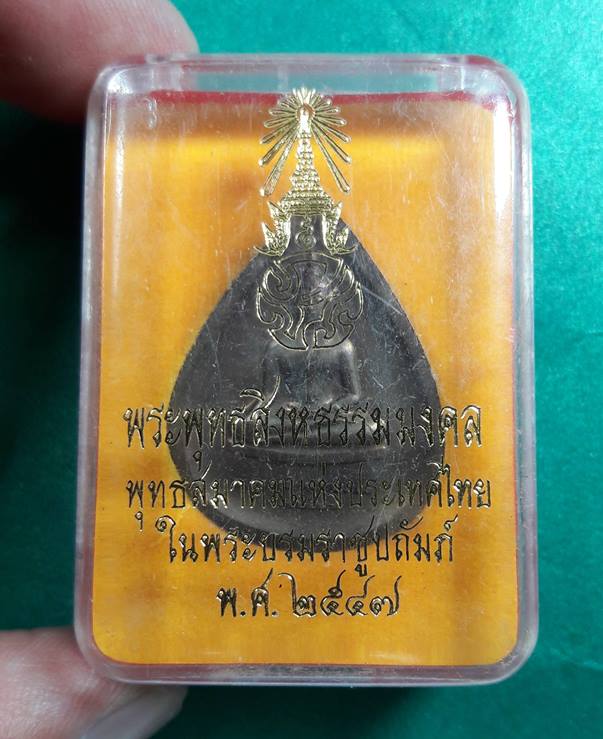 พระพุทธสิงหธรรมมงคล
พุทธสมาคมแห่งประเทศไทย
ในพระบรมราชูปถัมภ์
พ.ศ. ๒๕๔๗